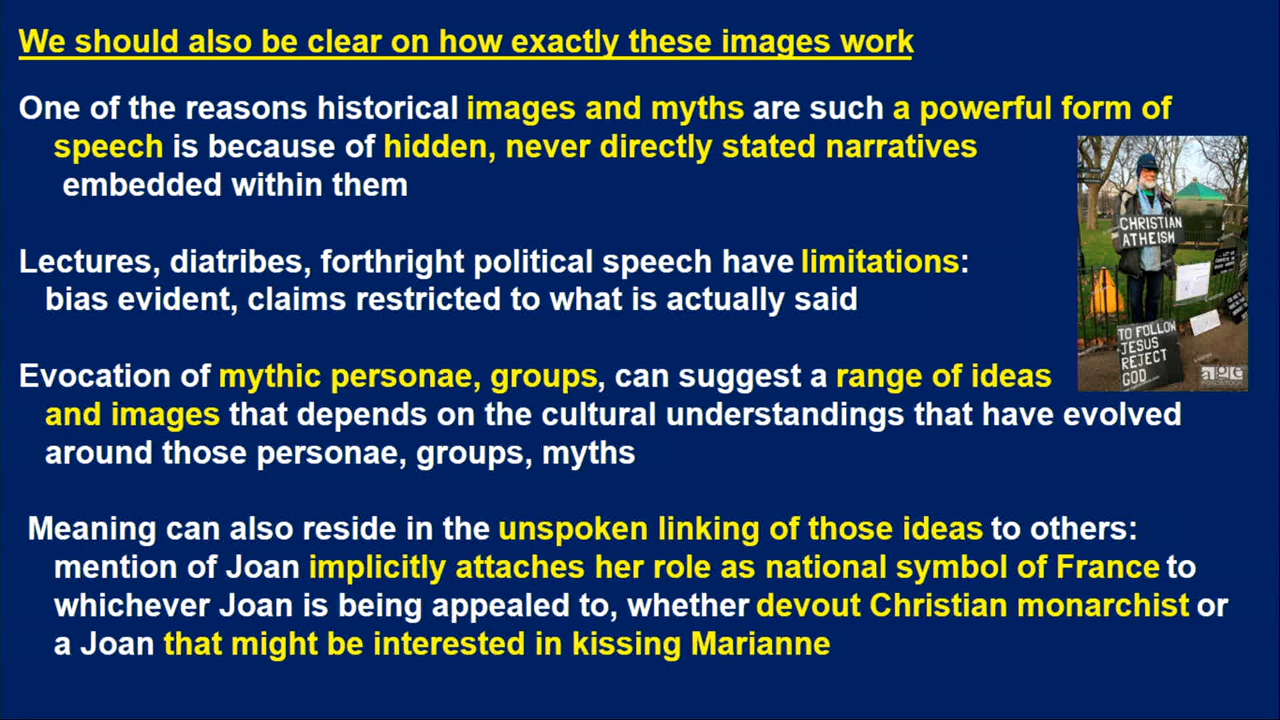 We should also be clear on how exactly these images work
One of the reasons historical images and myths are such a powerful form of
speech is because of hidden, never directly stated narratives
embedded within them
Lectures, diatribes, forthright political speech have limitations:
bias evident, claims restricted to what is actually said
Evocation of mythic personae, groups, can suggest a range of ideas
and images that depends on the cultural understandings that have evolved
around those personae, groups, myths
Meaning can also reside in the unspoken linking of those ideas to others:
mention of Joan implicitly attaches her role as national symbol of France to
whichever Joan is being appealed to, whether devout Christian monarchist or
a Joan that might be interested in kissing Marianne
CHRISTIAN
ATHEISM
TO FOLLOW
JESUS
REJECT
GOD
age